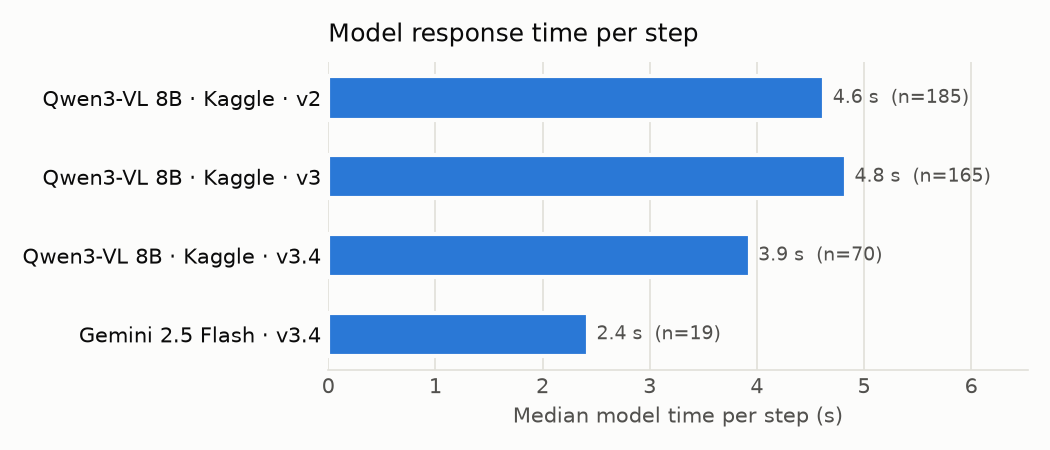 Model response time per step
Qwen3-VL 8B · Kaggle · v2
4.6 s (n=185)
Qwen3-VL 8B · Kaggle · v3
4.8 s (n=165)
Qwen3-VL 8B · Kaggle · v3.4
3.9 s (n=70)
Gemini 2.5 Flash · v3.4
2.4 s (n=19)
0 1 2 3 4 5 6
Median model time per step (s)